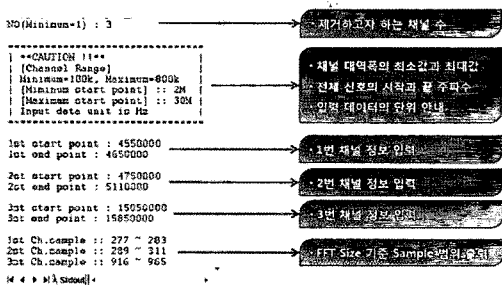 NO(Minimum=1) : 3
제거하고자 하는 채널 수
**CAUTION !!**
[Channel Range]
Minimum=100k, Maximum=800k
[Minimum start point] :: 2M
[Maximum start point] :: 30M
Input data unit is Hz
· 채널 대역폭의 최소값과 최대값
· 전체 신호의 시작과 끝 주파수
· 입력 데이터의 단위 안내
1st start point : 4550000
1st end point : 4650000
· 1번 채널 정보 입력
2st start point : 4750000
2st end point : 5110000
2번 채널 정보 입력
3st start point : 15050000
3st end point : 15850000
3번 채널 정보 입력
1st Ch.sample :: 277 ~ 283
2st Ch.sample :: 289 ~ 311
3st Ch.sample :: 916 ~ 965
FFT Size 기준 Sample 범위 출력
Stdout